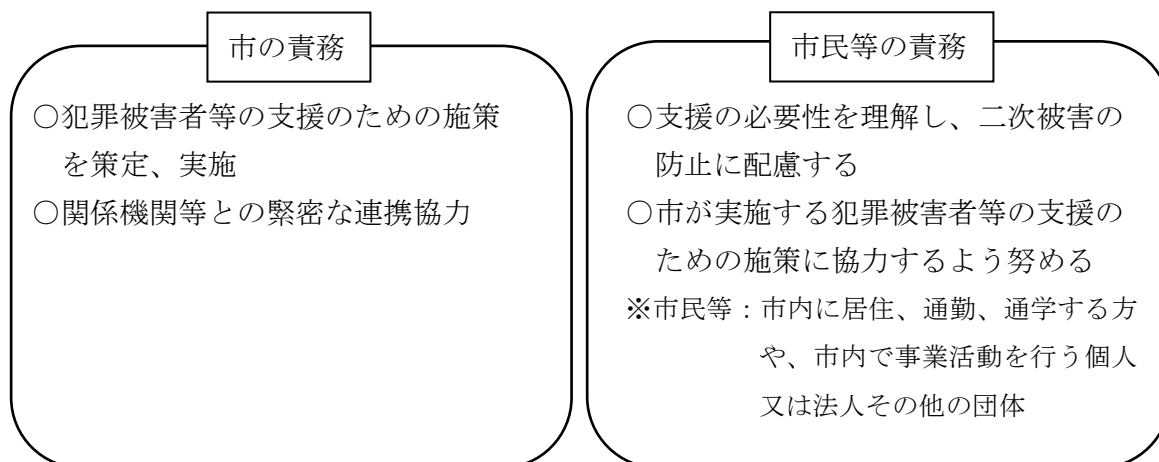 市の責務
○犯罪被害者等の支援のための施策
を策定、実施
○関係機関等との緊密な連携協力
市民等の責務
○支援の必要性を理解し、二次被害の
防止に配慮する
○市が実施する犯罪被害者等の支援の
ための施策に協力するよう努める
※市民等：市内に居住、通勤、通学する方
や、市内で事業活動を行う個人
又は法人その他の団体